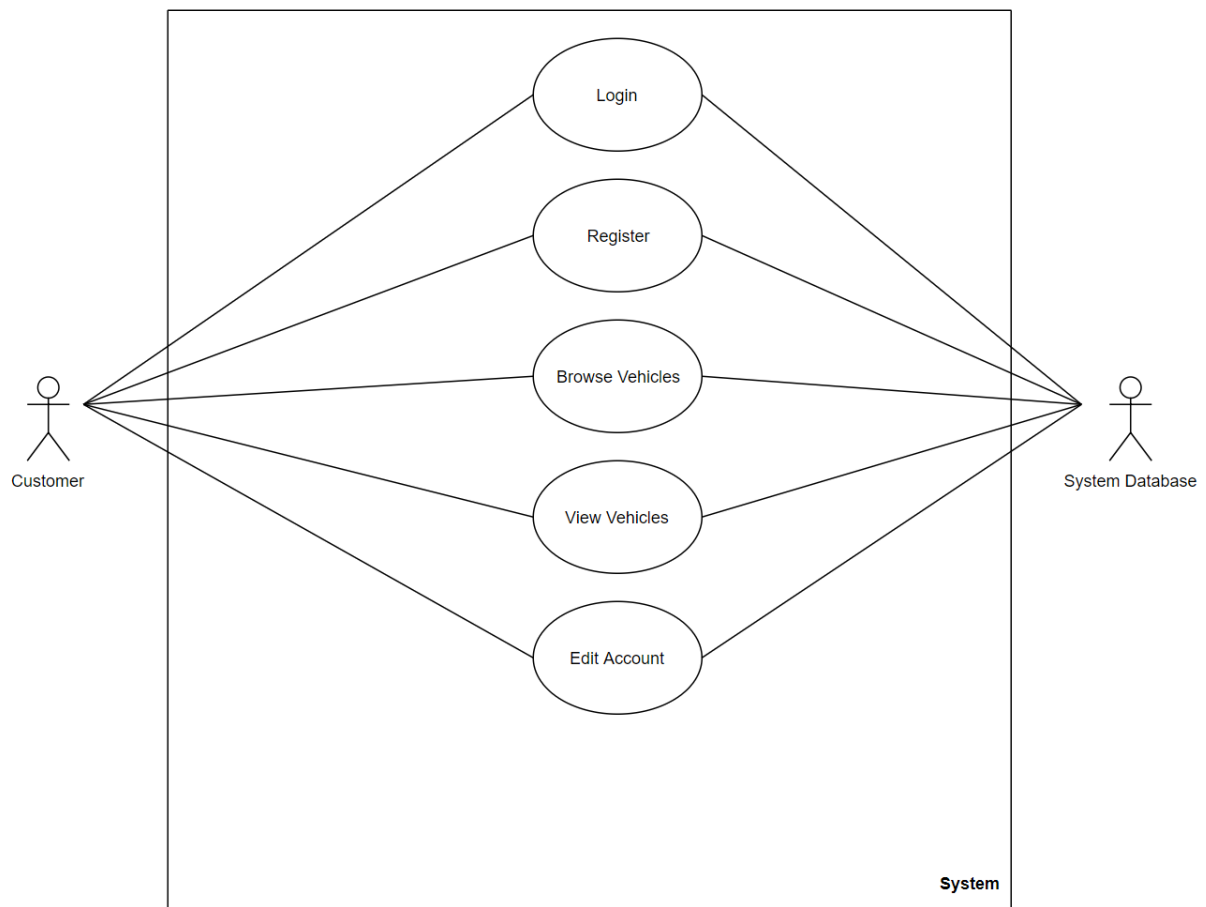 Login
Register
Browse Vehicles
View Vehicles
Edit Account
Customer
System Database
System